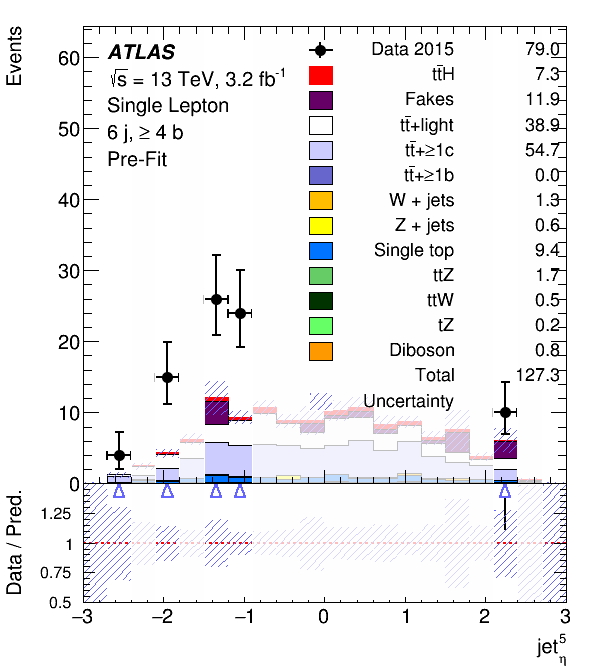 Events
ATLAS
√s = 13 TeV, 3.2 fb⁻¹
Single Lepton
6 j, ≥ 4 b
Pre-Fit
Data 2015 79.0
tt̄H 7.3
Fakes 11.9
tt̄+light 38.9
tt̄+≥1c 54.7
tt̄+≥1b 0.0
W + jets 1.3
Z + jets 0.6
Single top 9.4
ttZ 1.7
ttW 0.5
tZ 0.2
Diboson 0.8
Total 127.3
Uncertainty
60
50
40
30
20
10
0
Data / Pred.
1.25
1
0.75
0.5
−3 −2 −1 0 1 2 3
jet⁵η